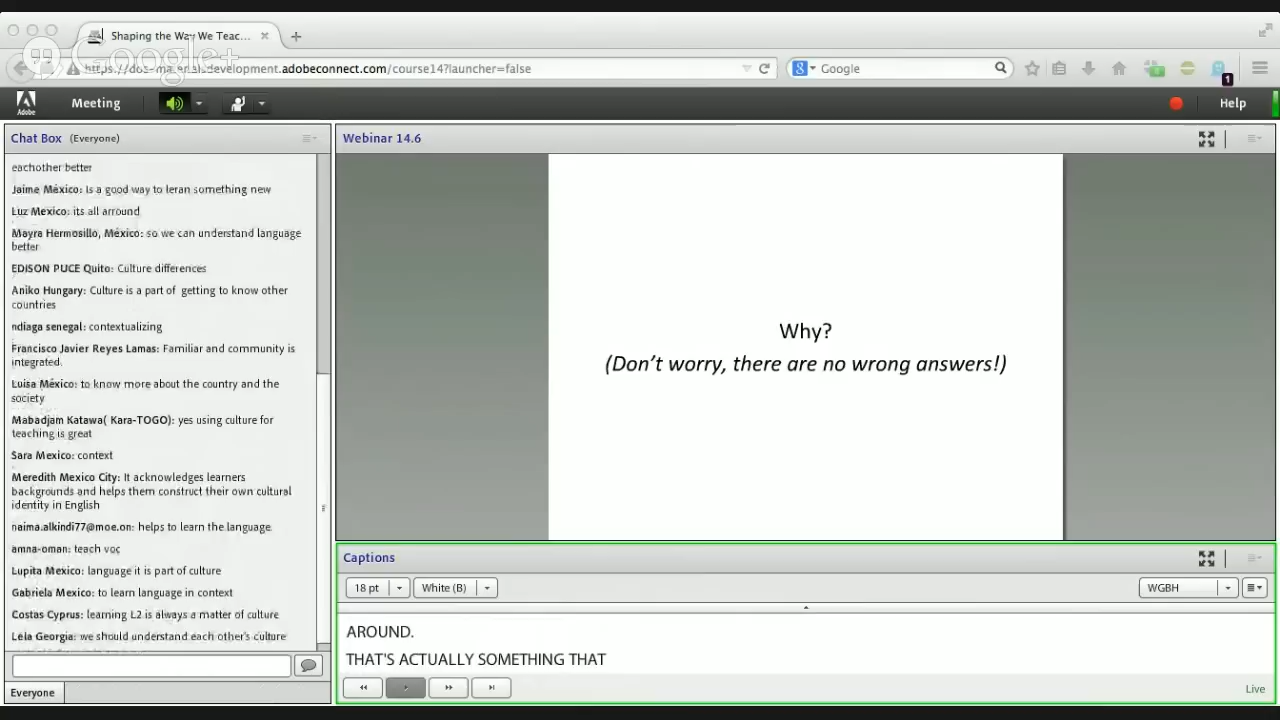 Shaping the Way We Teac...
Google+
adobeconnect.com/course14?launcher=false
Google
1
Adobe
Meeting
Help
Chat Box (Everyone)
eachother better
Jaime México: Is a good way to leran something new
Luz Mexico: its all arround
Mayra Hermosillo, México: so we can understand language
better
EDISON PUCE Quito: Culture differences
Aniko Hungary: Culture is a part of getting to know other
countries
ndiaga senegal: contextualizing
Francisco Javier Reyes Lamas: Familiar and community is
integrated.
Luisa México: to know more about the country and the
society
Mabadjam Katawa( Kara-TOGO): yes using culture for
teaching is great
Sara Mexico: context
Meredith Mexico City: It acknowledges learners
backgrounds and helps them construct their own cultural
identity in English
naima.alkindi77@moe.om: helps to learn the language
amna-oman: teach voc
Lupita Mexico: language it is part of culture
Gabriela Mexico: to learn language in context
Costas Cyprus: learning L2 is always a matter of culture
Lela Georgia: we should understand each other's culture
Everyone
Webinar 14.6
Why?
(Don't worry, there are no wrong answers!)
Captions
18 pt
White (B)
WGBH
AROUND.
THAT'S ACTUALLY SOMETHING THAT
Live